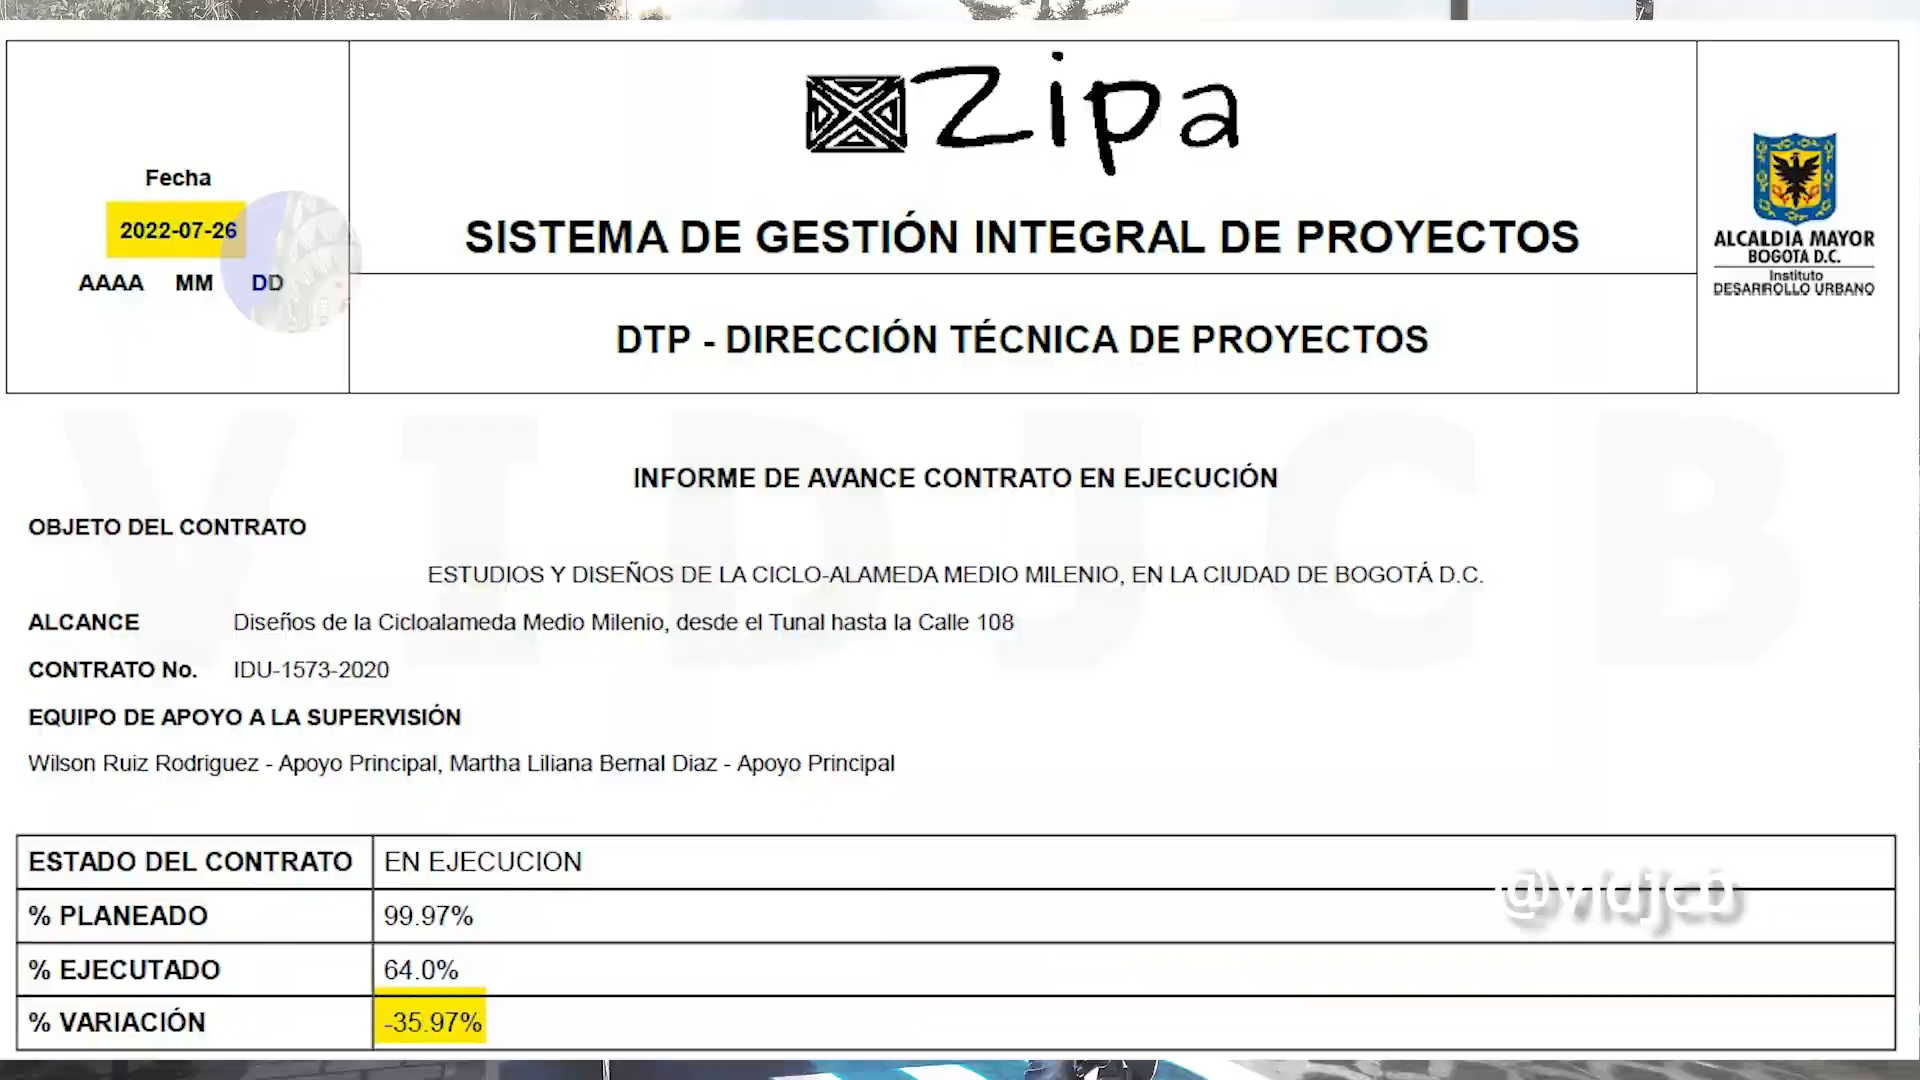 Zipa
Fecha
2022-07-26
AAAA MM DD
SISTEMA DE GESTIÓN INTEGRAL DE PROYECTOS
DTP - DIRECCIÓN TÉCNICA DE PROYECTOS
ALCALDIA MAYOR
BOGOTA D.C.
Instituto
DESARROLLO URBANO
VIDJCB
INFORME DE AVANCE CONTRATO EN EJECUCIÓN
OBJETO DEL CONTRATO
ESTUDIOS Y DISEÑOS DE LA CICLO-ALAMEDA MEDIO MILENIO, EN LA CIUDAD DE BOGOTÁ D.C.
ALCANCE Diseños de la Cicloalameda Medio Milenio, desde el Tunal hasta la Calle 108
CONTRATO No. IDU-1573-2020
EQUIPO DE APOYO A LA SUPERVISIÓN
Wilson Ruiz Rodriguez - Apoyo Principal, Martha Liliana Bernal Diaz - Apoyo Principal
ESTADO DEL CONTRATO EN EJECUCION
% PLANEADO 99.97%
% EJECUTADO 64.0%
% VARIACIÓN -35.97%
@vidjcb